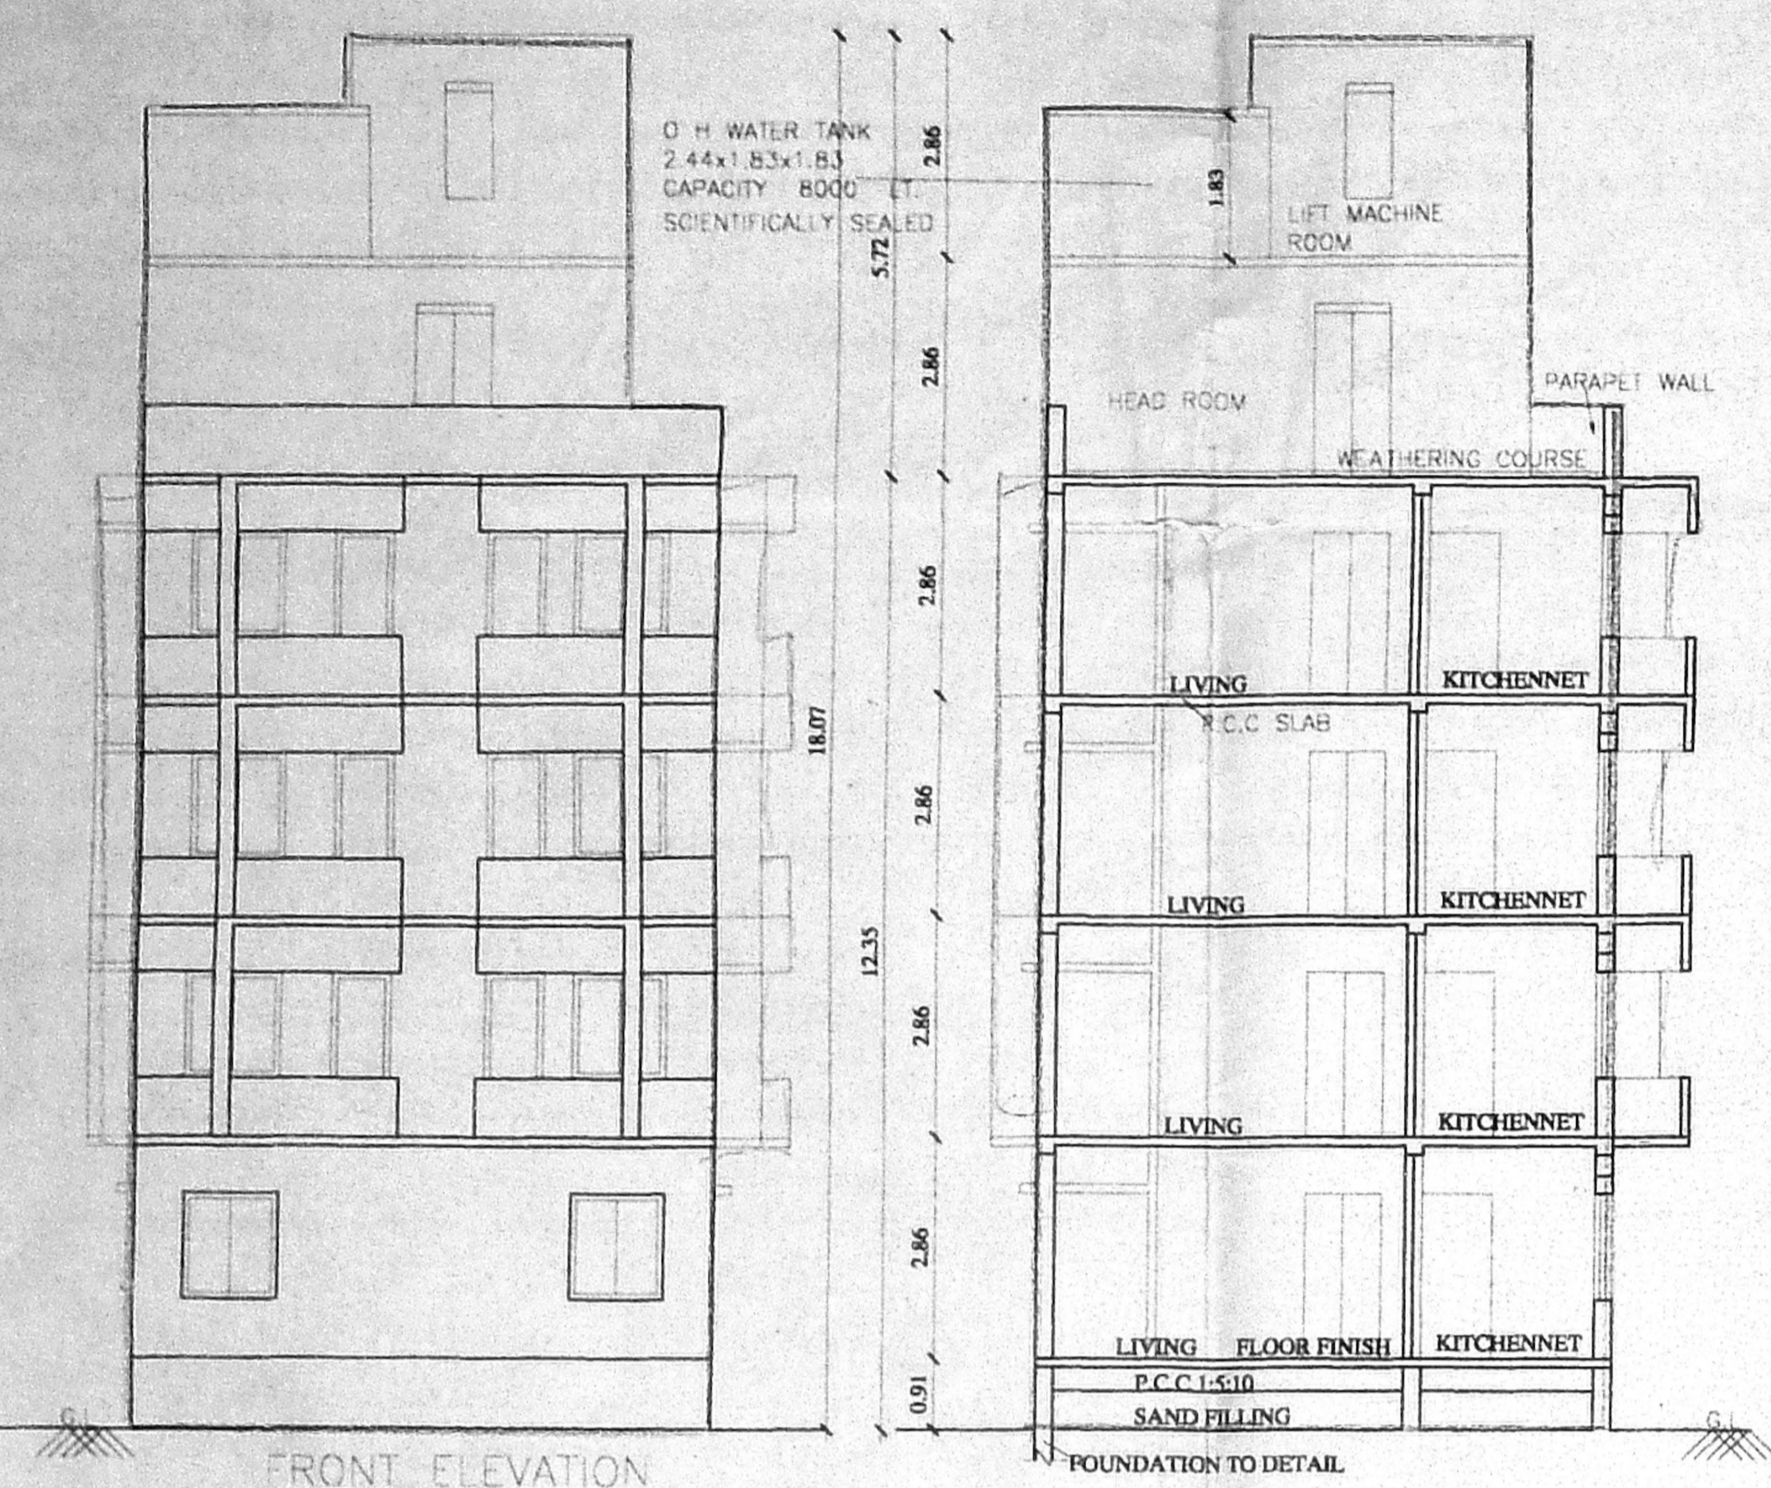 O H WATER TANK
2.44x1.83x1.83
CAPACITY 8000 LT.
SCIENTIFICALLY SEALED
2.86
5.72
2.86
18.07
2.86
2.86
12.35
2.86
2.86
0.91
1.83
LIFT MACHINE
ROOM
HEAD ROOM
PARAPET WALL
WEATHERING COURSE
LIVING KITCHENNET
R.C.C SLAB
LIVING KITCHENNET
LIVING KITCHENNET
LIVING FLOOR FINISH KITCHENNET
P.C.C 1:5:10
SAND FILLING
G.L
G.L
FRONT ELEVATION
FOUNDATION TO DETAIL